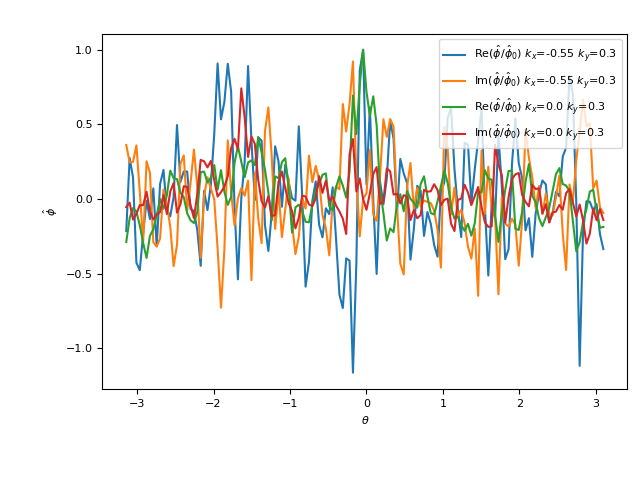 Re(ϕ̂/ϕ̂₀) kₓ=-0.55 k_y=0.3
Im(ϕ̂/ϕ̂₀) kₓ=-0.55 k_y=0.3
Re(ϕ̂/ϕ̂₀) kₓ=0.0 k_y=0.3
Im(ϕ̂/ϕ̂₀) kₓ=0.0 k_y=0.3
1.0
0.5
0.0
−0.5
−1.0
ϕ̂
−3 −2 −1 0 1 2 3
θ